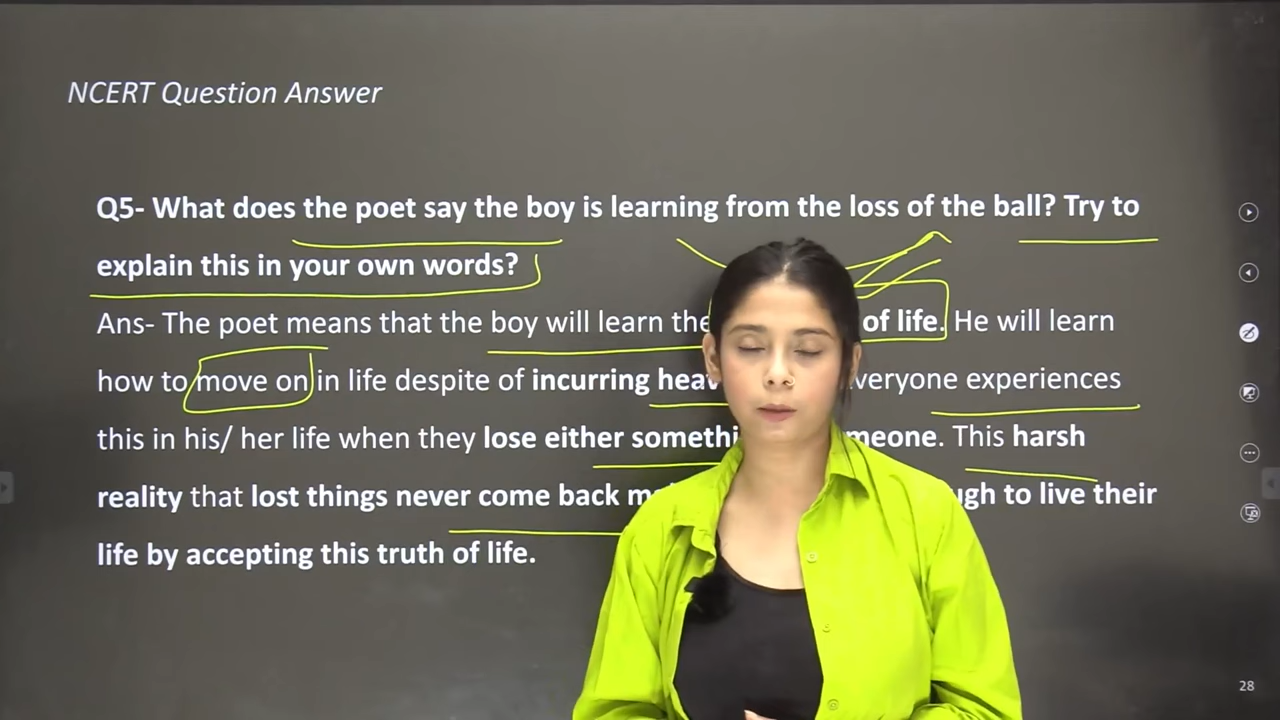 NCERT Question Answer
Q5- What does the poet say the boy is learning from the loss of the ball? Try to
explain this in your own words?
Ans- The poet means that the boy will learn the of life. He will learn
how to move on in life despite of incurring everyone experiences
this in his/ her life when they lose either This harsh
reality that lost things never come back to live their
life by accepting this truth of life.
28